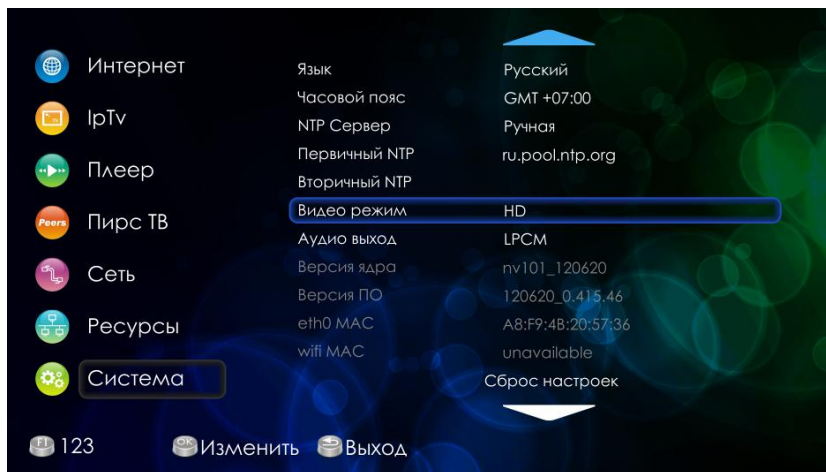 Интернет
IpTv
Плеер
Peers
Пирс ТВ
Сеть
Ресурсы
Система
Язык Русский
Часовой пояс GMT +07:00
NTP Сервер Ручная
Первичный NTP ru.pool.ntp.org
Вторичный NTP
Видео режим HD
Аудио выход LPCM
Версия ядра nv101_120620
Версия ПО 120620_0.415.46
eth0 MAC A8:F9:4B:20:57:36
wifi MAC unavailable
Сброс настроек
F1 123 OK Изменить Выход